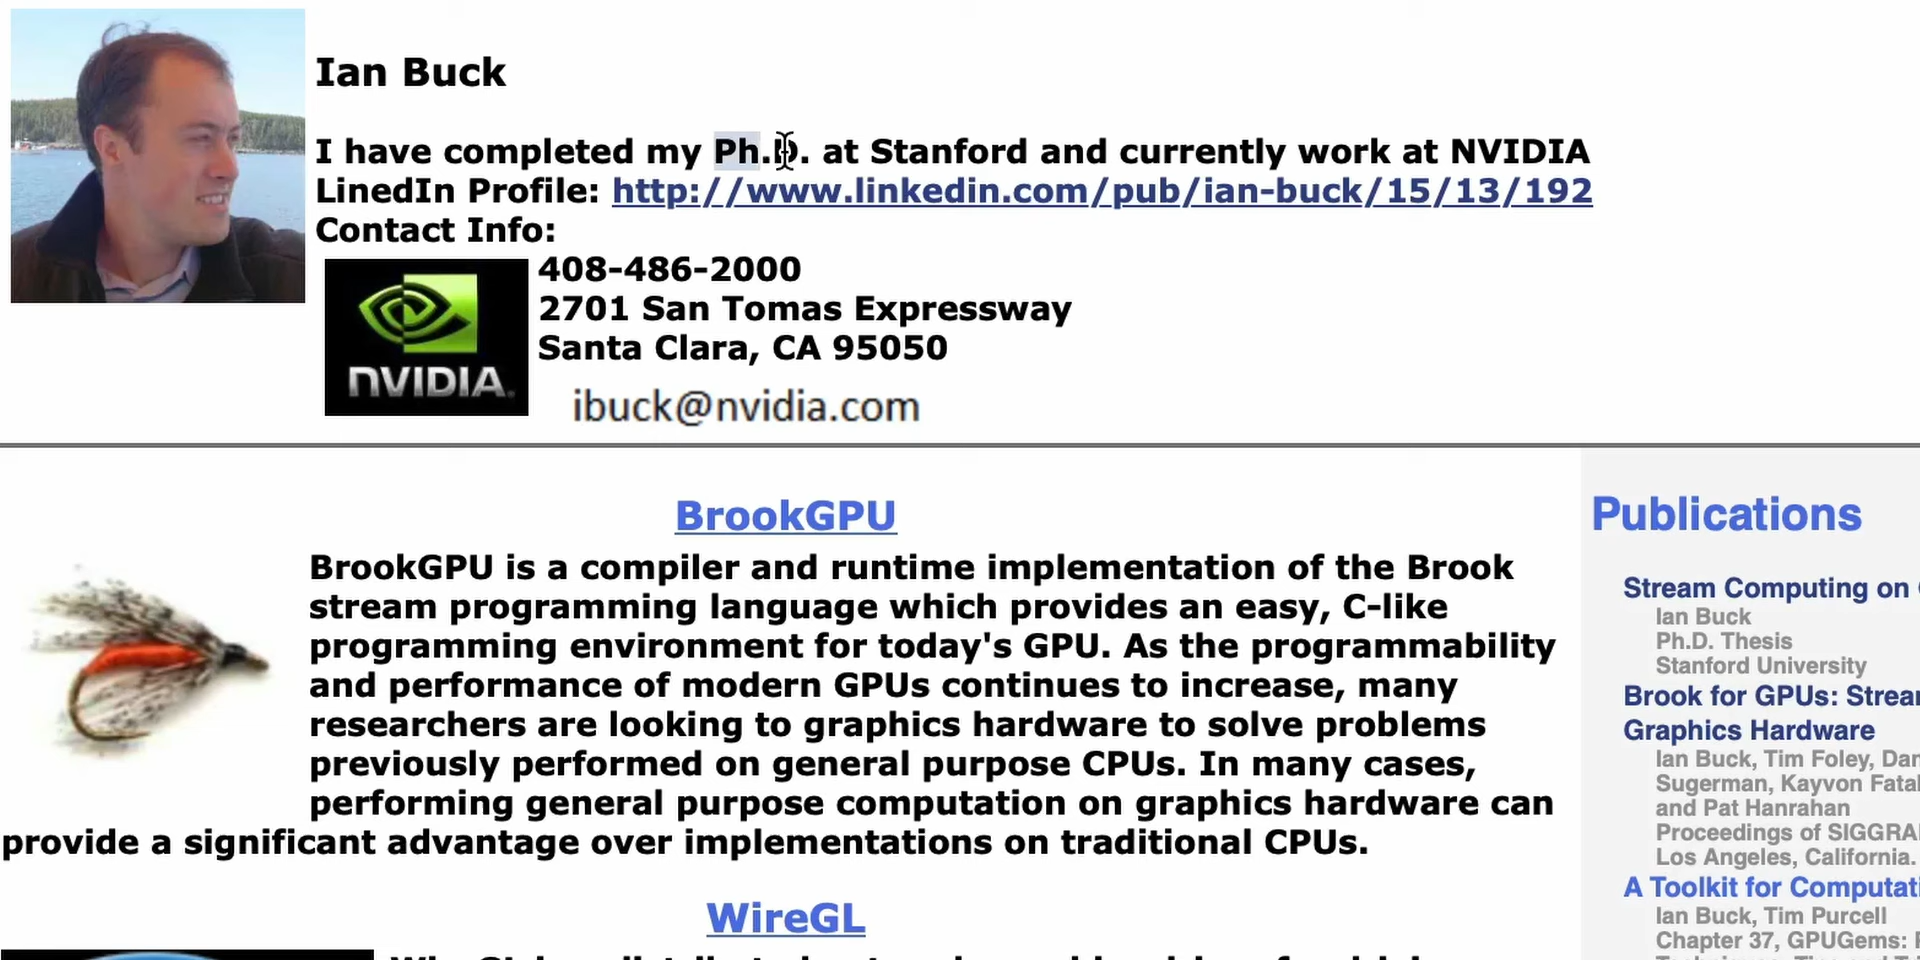 Ian Buck
I have completed my Ph.D. at Stanford and currently work at NVIDIA
LinedIn Profile: http://www.linkedin.com/pub/ian-buck/15/13/192
Contact Info:
NVIDIA
408-486-2000
2701 San Tomas Expressway
Santa Clara, CA 95050
ibuck@nvidia.com
BrookGPU
BrookGPU is a compiler and runtime implementation of the Brook
stream programming language which provides an easy, C-like
programming environment for today's GPU. As the programmability
and performance of modern GPUs continues to increase, many
researchers are looking to graphics hardware to solve problems
previously performed on general purpose CPUs. In many cases,
performing general purpose computation on graphics hardware can
provide a significant advantage over implementations on traditional CPUs.
WireGL
Publications
Stream Computing on
Ian Buck
Ph.D. Thesis
Stanford University
Brook for GPUs:
Graphics Hardware
Ian Buck, Tim Foley,
Sugerman, Kayvon
and Pat Hanrahan
Proceedings of
Los Angeles, California.
A Toolkit for
Ian Buck, Tim Purcell
Chapter 37, GPUGems: